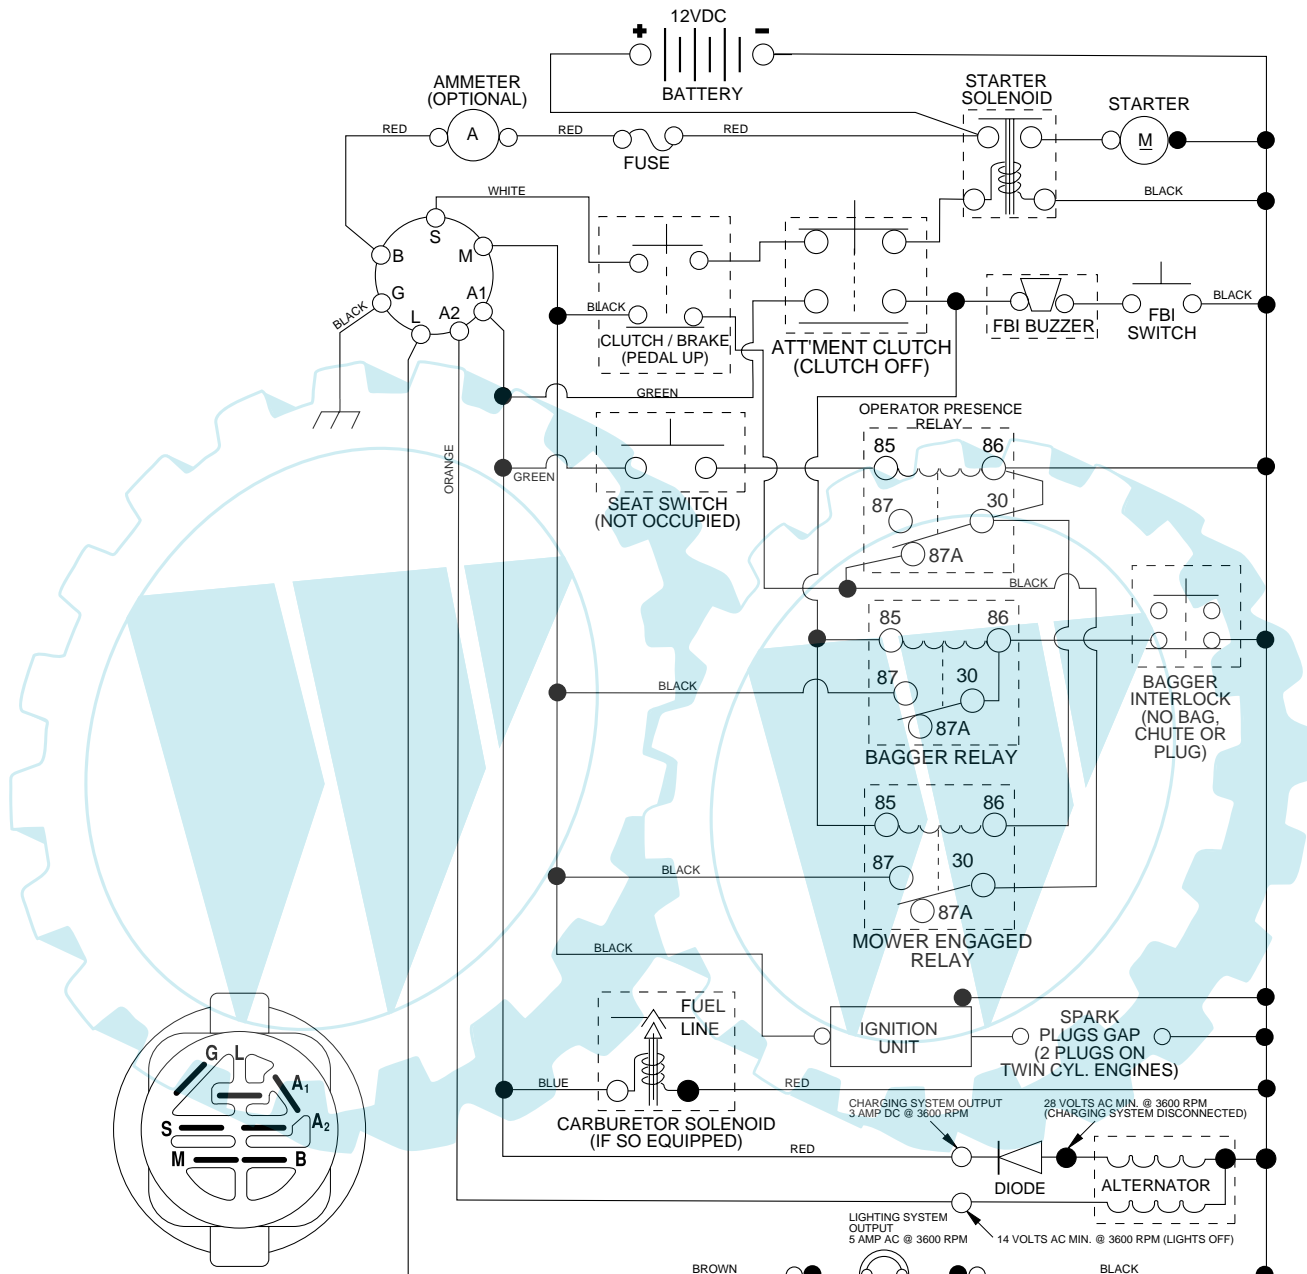 12VDC
+
-
BATTERY
AMMETER
(OPTIONAL)
RED
A
RED
FUSE
RED
STARTER
SOLENOID
STARTER
M
BLACK
WHITE
S
B
M
G
A1
L
A2
BLACK
BLACK
CLUTCH / BRAKE
(PEDAL UP)
ATT'MENT CLUTCH
(CLUTCH OFF)
FBI BUZZER
FBI
SWITCH
BLACK
GREEN
ORANGE
GREEN
SEAT SWITCH
(NOT OCCUPIED)
OPERATOR PRESENCE
RELAY
85
86
87
30
87A
BLACK
85
86
87
30
87A
BAGGER RELAY
BLACK
BAGGER
INTERLOCK
(NO BAG,
CHUTE OR
PLUG)
85
86
87
30
87A
MOWER ENGAGED
RELAY
BLACK
BLACK
FUEL
LINE
IGNITION
UNIT
SPARK
PLUGS GAP
(2 PLUGS ON
TWIN CYL. ENGINES)
BLUE
RED
CARBURETOR SOLENOID
(IF SO EQUIPPED)
CHARGING SYSTEM OUTPUT
3 AMP DC @ 3600 RPM
28 VOLTS AC MIN. @ 3600 RPM
(CHARGING SYSTEM DISCONNECTED)
RED
DIODE
ALTERNATOR
LIGHTING SYSTEM
OUTPUT
5 AMP AC @ 3600 RPM
14 VOLTS AC MIN. @ 3600 RPM (LIGHTS OFF)
BROWN
BLACK
G
L
A1
A2
S
M
B